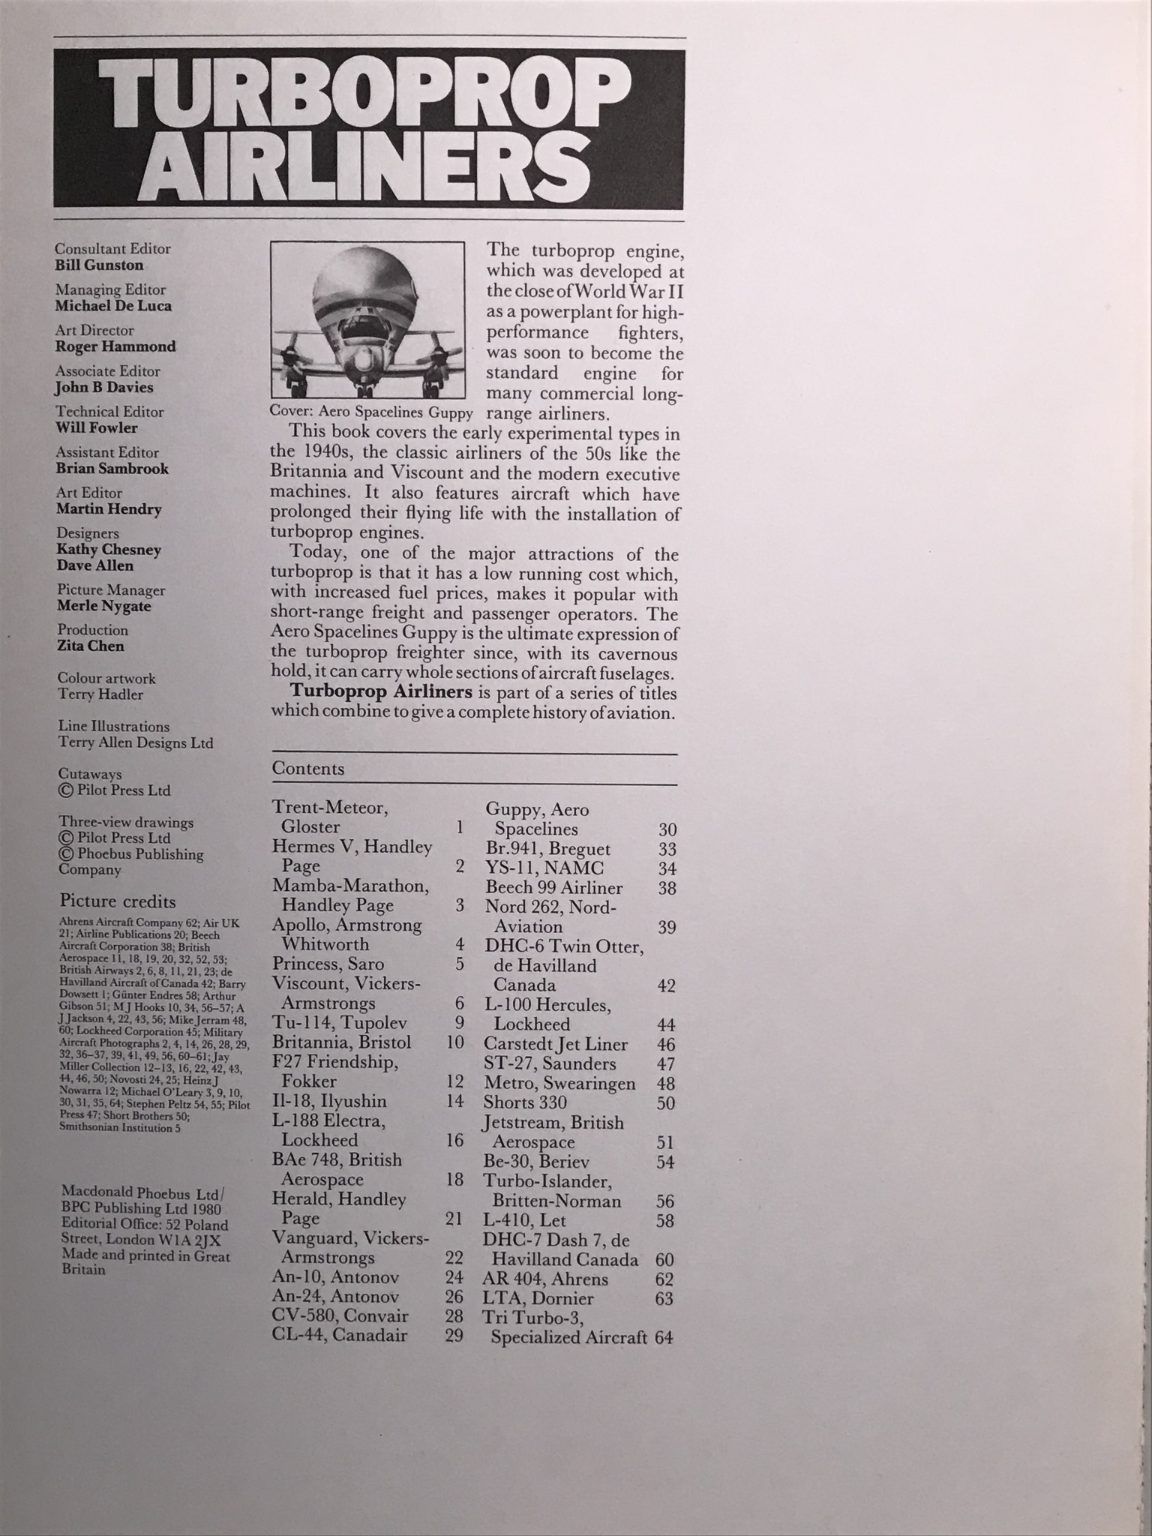 TURBOPROP
AIRLINERS
Consultant Editor
Bill Gunston
Managing Editor
Michael De Luca
Art Director
Roger Hammond
Associate Editor
John B Davies
Technical Editor
Will Fowler
Assistant Editor
Brian Sambrook
Art Editor
Martin Hendry
Designers
Kathy Chesney
Dave Allen
Picture Manager
Merle Nygate
Production
Zita Chen
Colour artwork
Terry Hadler
Line Illustrations
Terry Allen Designs Ltd
Cutaways
© Pilot Press Ltd
Three-view drawings
© Pilot Press Ltd
© Phoebus Publishing
Company
Picture credits
Ahrens Aircraft Company 62; Air UK
21; Airline Publications 20; Beech
Aircraft Corporation 38; British
Aerospace 11, 18, 19, 20, 32, 52, 53;
British Airways 2, 6, 8, 11, 21, 23; de
Havilland Aircraft of Canada 42; Barry
Dowsett 1; Günter Endres 58; Arthur
Gibson 51; M J Hooks 10, 34, 56–57; A
J Jackson 4, 22, 43, 56; Mike Jerram 48,
60; Lockheed Corporation 45; Military
Aircraft Photographs 2, 4, 14, 26, 28, 29,
32, 36–37, 39, 41, 49, 56, 60–61; Jay
Miller Collection 12–13, 16, 22, 42, 43,
44, 46, 50; Novosti 24, 25; Heinz J
Nowarra 12; Michael O'Leary 3, 9, 10,
30, 31, 35, 64; Stephen Peltz 54, 55; Pilot
Press 47; Short Brothers 50;
Smithsonian Institution 5
Macdonald Phoebus Ltd/
BPC Publishing Ltd 1980
Editorial Office: 52 Poland
Street, London W1A 2JX
Made and printed in Great
Britain
Cover: Aero Spacelines Guppy
The turboprop engine,
which was developed at
the close of World War II
as a powerplant for high-
performance fighters,
was soon to become the
standard engine for
many commercial long-
range airliners.
This book covers the early experimental types in
the 1940s, the classic airliners of the 50s like the
Britannia and Viscount and the modern executive
machines. It also features aircraft which have
prolonged their flying life with the installation of
turboprop engines.
Today, one of the major attractions of the
turboprop is that it has a low running cost which,
with increased fuel prices, makes it popular with
short-range freight and passenger operators. The
Aero Spacelines Guppy is the ultimate expression of
the turboprop freighter since, with its cavernous
hold, it can carry whole sections of aircraft fuselages.
Turboprop Airliners is part of a series of titles
which combine to give a complete history of aviation.
Contents
Trent-Meteor,
Gloster 1
Hermes V, Handley
Page 2
Mamba-Marathon,
Handley Page 3
Apollo, Armstrong
Whitworth 4
Princess, Saro 5
Viscount, Vickers-
Armstrongs 6
Tu-114, Tupolev 9
Britannia, Bristol 10
F27 Friendship,
Fokker 12
Il-18, Ilyushin 14
L-188 Electra,
Lockheed 16
BAe 748, British
Aerospace 18
Herald, Handley
Page 21
Vanguard, Vickers-
Armstrongs 22
An-10, Antonov 24
An-24, Antonov 26
CV-580, Convair 28
CL-44, Canadair 29
Guppy, Aero
Spacelines 30
Br.941, Breguet 33
YS-11, NAMC 34
Beech 99 Airliner 38
Nord 262, Nord-
Aviation 39
DHC-6 Twin Otter,
de Havilland
Canada 42
L-100 Hercules,
Lockheed 44
Carstedt Jet Liner 46
ST-27, Saunders 47
Metro, Swearingen 48
Shorts 330 50
Jetstream, British
Aerospace 51
Be-30, Beriev 54
Turbo-Islander,
Britten-Norman 56
L-410, Let 58
DHC-7 Dash 7, de
Havilland Canada 60
AR 404, Ahrens 62
LTA, Dornier 63
Tri Turbo-3,
Specialized Aircraft 64